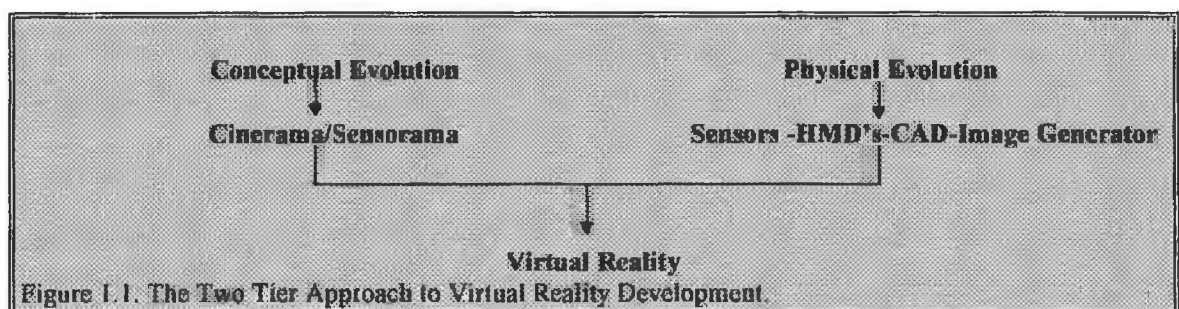 Conceptual Evolution Physical Evolution
Cinerama/Sensorama Sensors -HMD's-CAD-Image Generator
Virtual Reality
Figure 1.1. The Two Tier Approach to Virtual Reality Development.